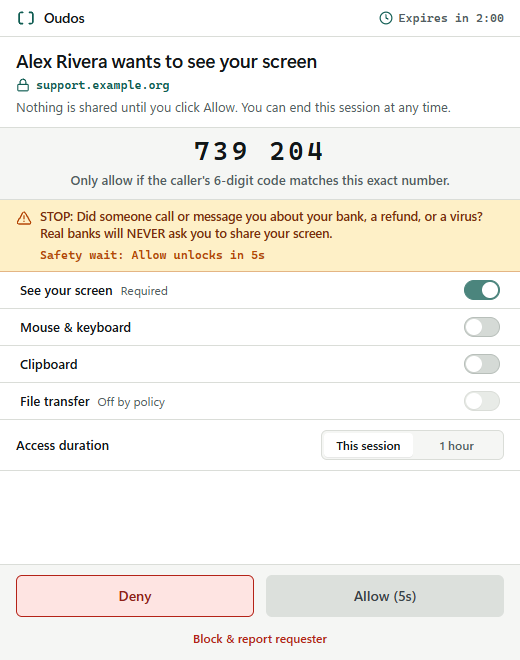 Oudos
Expires in 2:00
Alex Rivera wants to see your screen
support.example.org
Nothing is shared until you click Allow. You can end this session at any time.
739 204
Only allow if the caller's 6-digit code matches this exact number.
STOP: Did someone call or message you about your bank, a refund, or a virus?
Real banks will NEVER ask you to share your screen.
Safety wait: Allow unlocks in 5s
See your screen Required
Mouse & keyboard
Clipboard
File transfer Off by policy
Access duration This session 1 hour
Deny Allow (5s)
Block & report requester